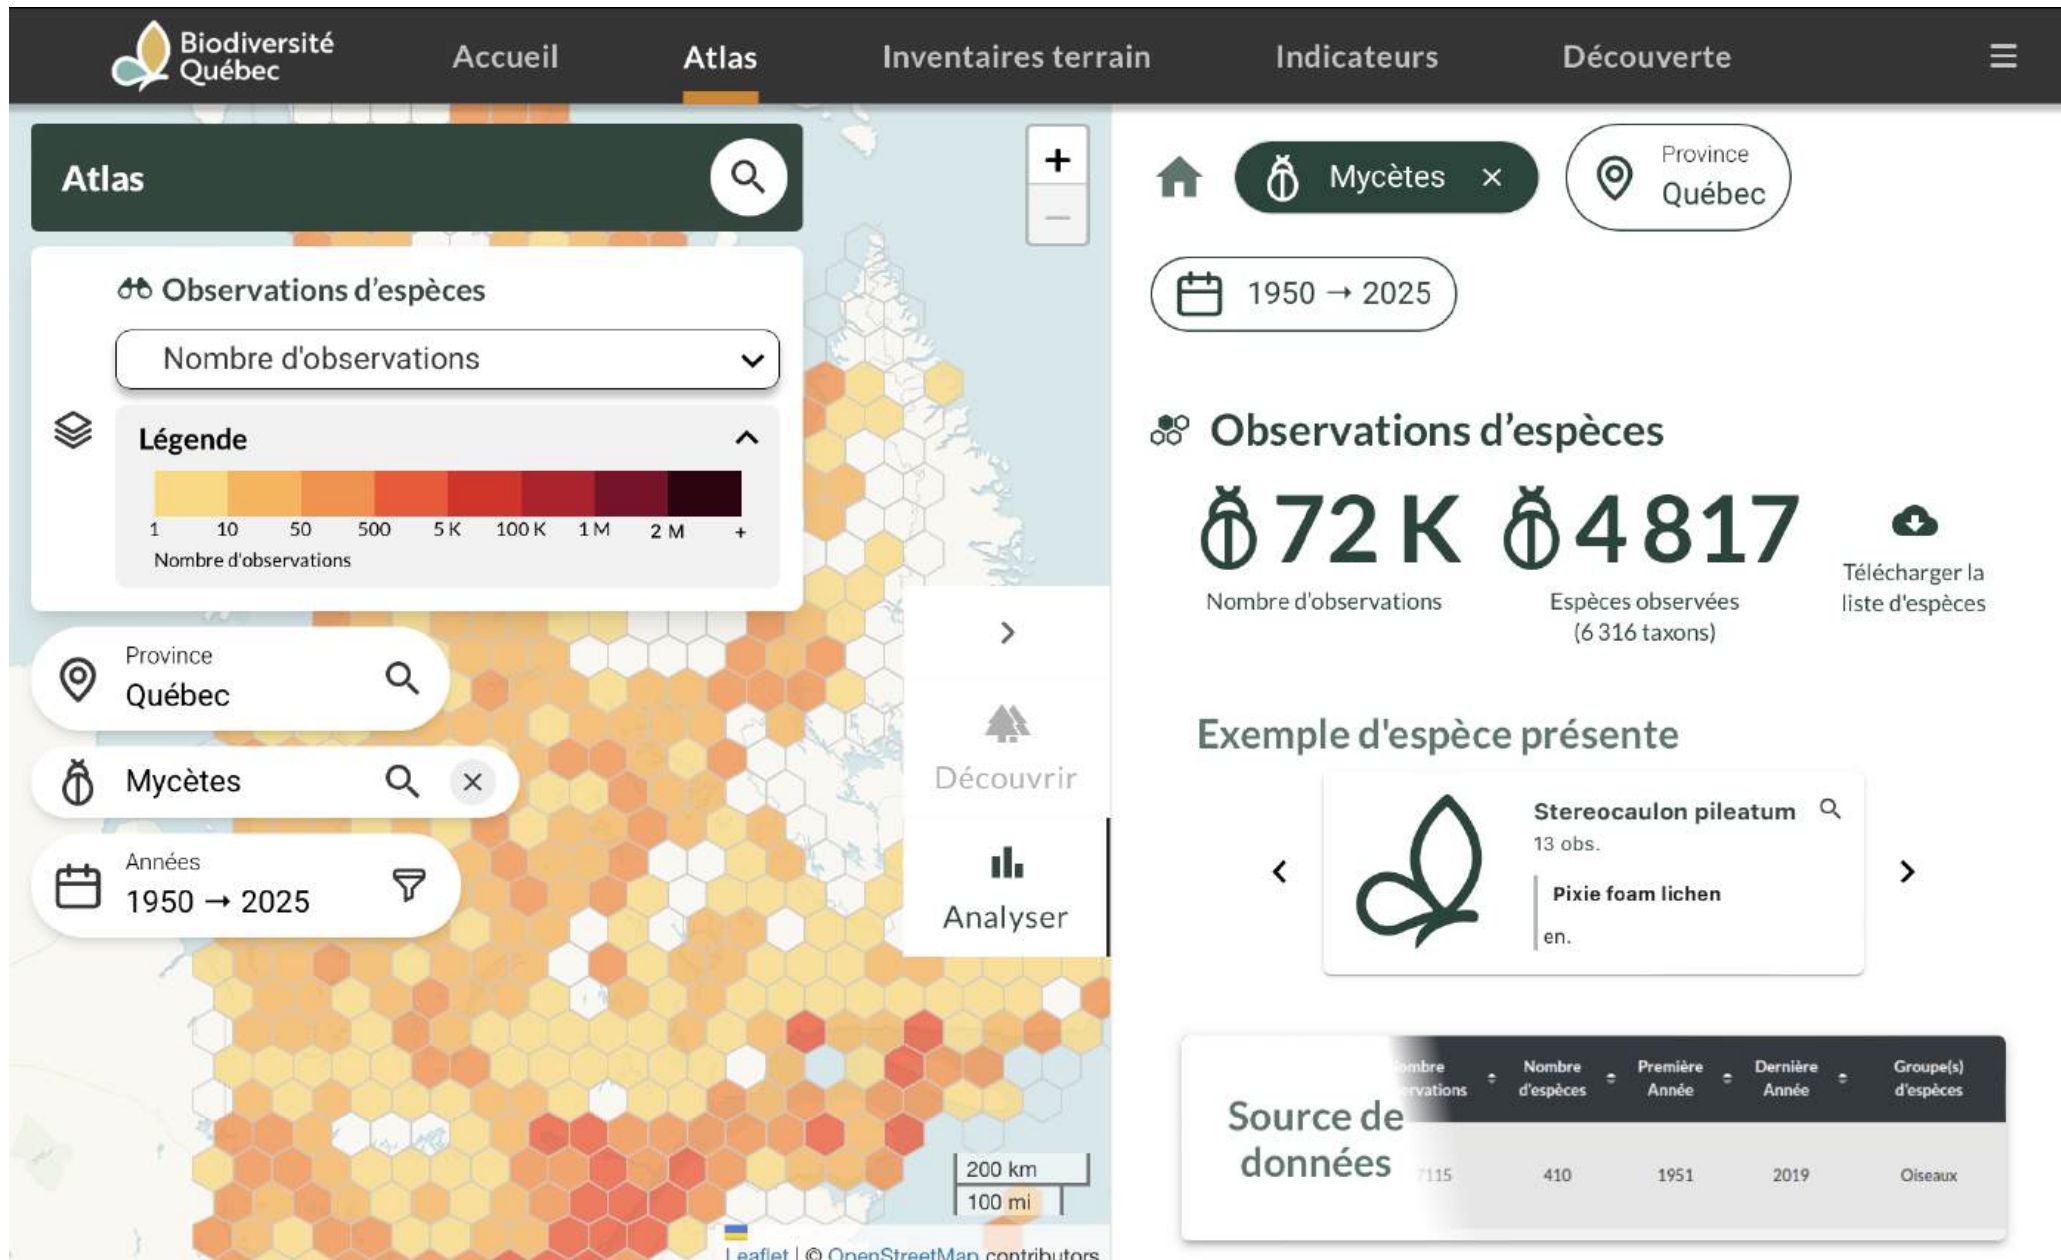 Biodiversité
Québec
Accueil
Atlas
Inventaires terrain
Indicateurs
Découverte
Atlas
Observations d'espèces
Nombre d'observations
Légende
1 10 50 500 5 K 100 K 1 M 2 M +
Nombre d'observations
Province
Québec
Mycètes
Années
1950 → 2025
+
−
Découvrir
Analyser
200 km
100 mi
Leaflet | © OpenStreetMap contributors
Mycètes ×
Province
Québec
1950 → 2025
Observations d'espèces
72 K
Nombre d'observations
4 817
Espèces observées
(6 316 taxons)
Télécharger la
liste d'espèces
Exemple d'espèce présente
Stereocaulon pileatum
13 obs.
Pixie foam lichen
en.
Source de
données
Nombre
d'espèces
Première
Année
Dernière
Année
Groupe(s)
d'espèces
410 1951 2019 Oiseaux